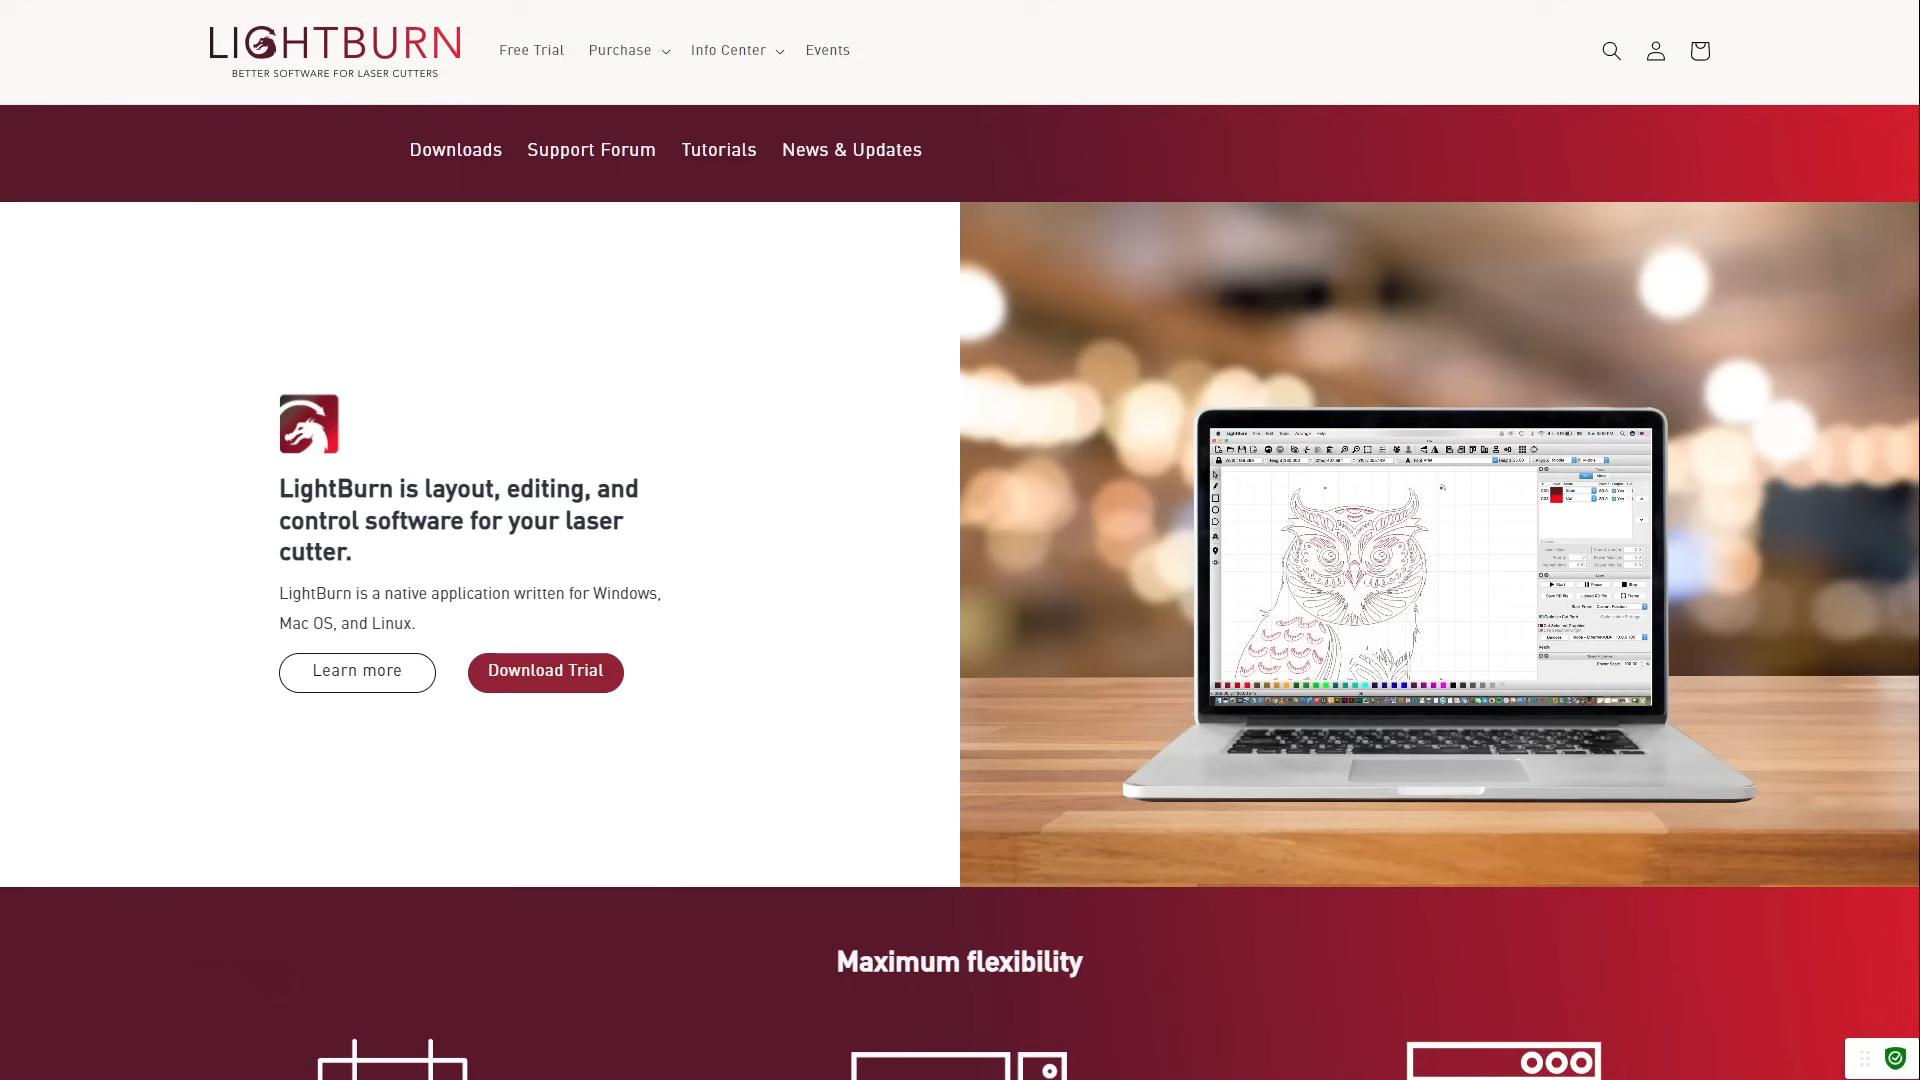 LIGHTBURN
BETTER SOFTWARE FOR LASER CUTTERS
Free Trial
Purchase
Info Center
Events
Downloads
Support Forum
Tutorials
News & Updates
LightBurn is layout, editing, and
control software for your laser
cutter.
LightBurn is a native application written for Windows,
Mac OS, and Linux.
Learn more
Download Trial
Maximum flexibility